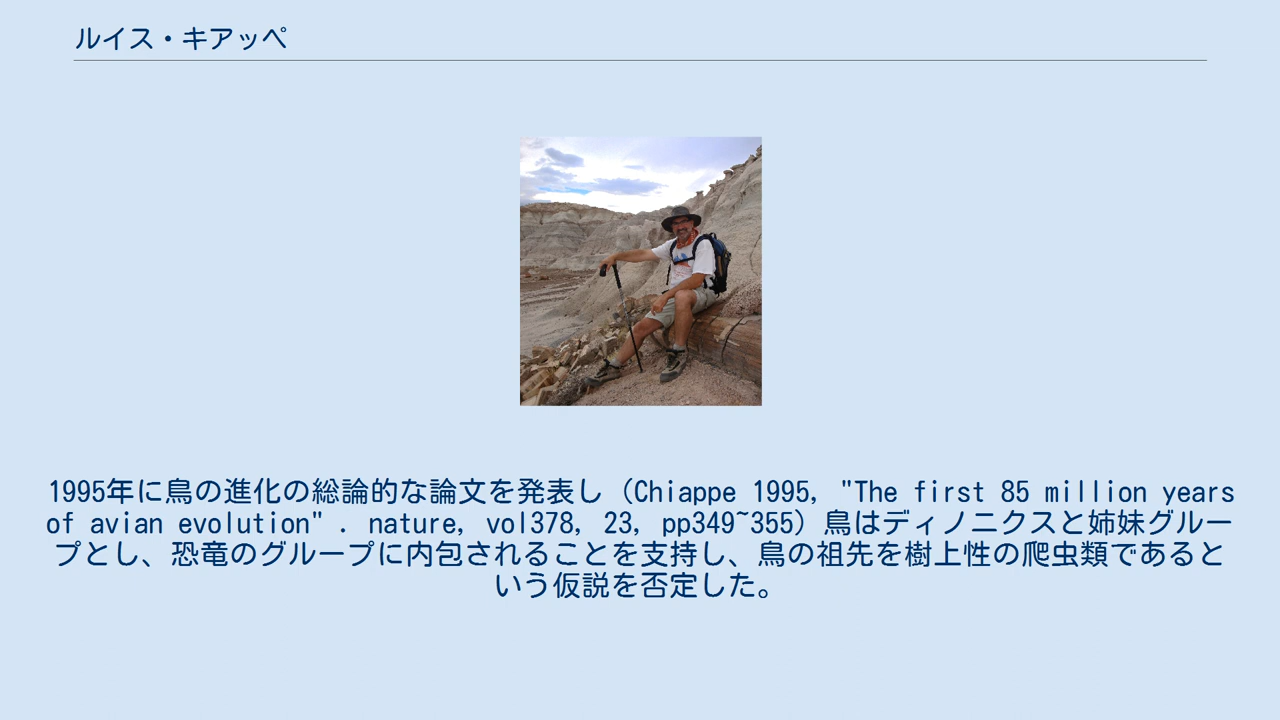 ルイス・キアッペ
1995年に鳥の進化の総論的な論文を発表し（Chiappe 1995, "The first 85 million years
of avian evolution" . nature, vol378, 23, pp349~355）鳥はディノニクスと姉妹グルー
プとし、恐竜のグループに内包されることを支持し、鳥の祖先を樹上性の爬虫類であると
いう仮説を否定した。